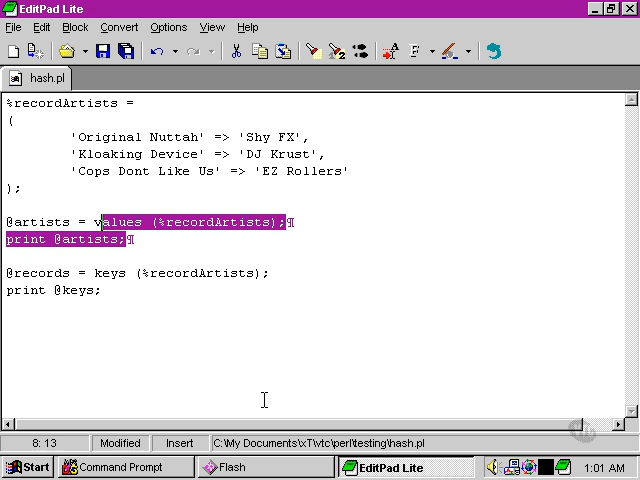 EditPad Lite
File Edit Block Convert Options View Help
hash.pl
%recordArtists =
(
'Original Nuttah' => 'Shy FX',
'Kloaking Device' => 'DJ Krust',
'Cops Dont Like Us' => 'EZ Rollers'
);
@artists = values (%recordArtists);¶
print @artists;¶
@records = keys (%recordArtists);
print @keys;
8: 13 Modified Insert C:\My Documents\xT\vtc\perl\testing\hash.pl
Start Command Prompt Flash EditPad Lite 1:01 AM